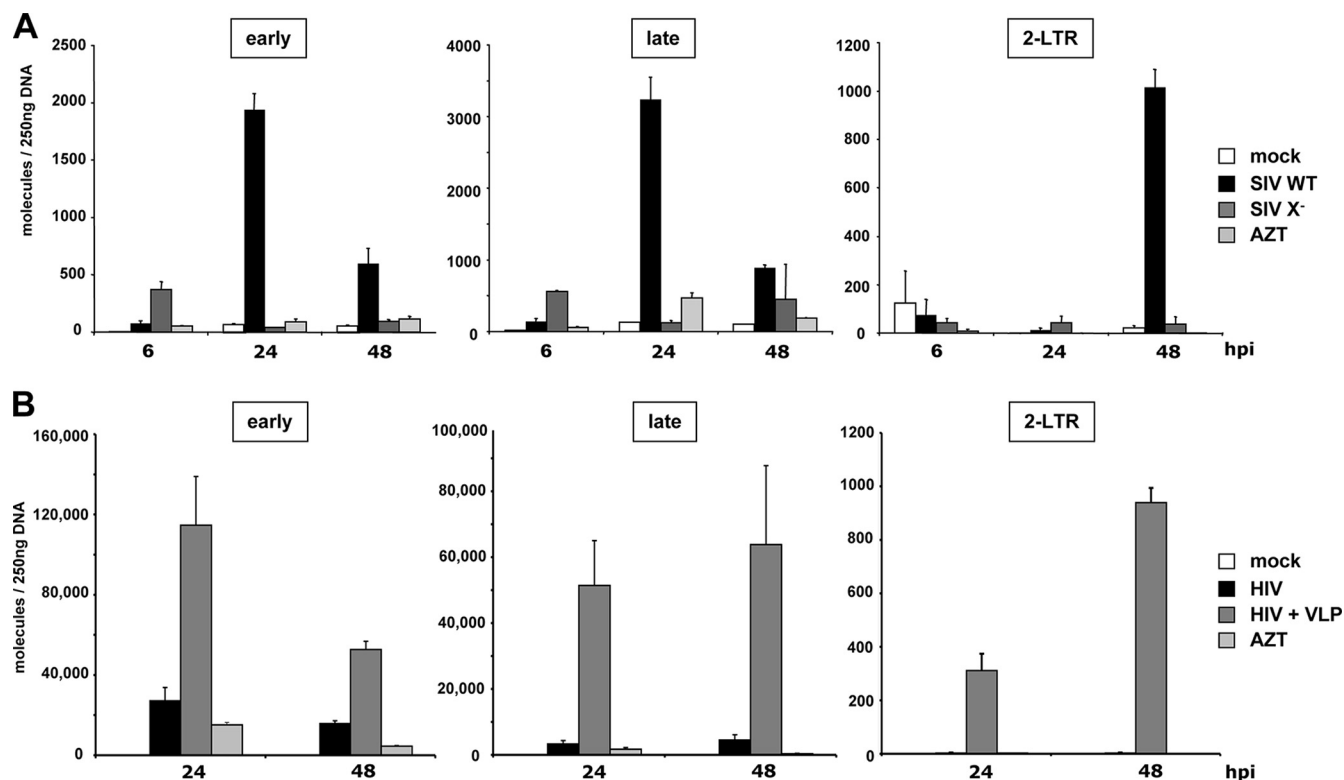 A
early
late
2-LTR
molecules / 250ng DNA
2500
2000
1500
1000
500
0
6
24
48
4000
3000
2000
1000
0
6
24
48
1200
1000
800
600
400
200
0
6
24
48
hpi
mock
SIV WT
SIV X-
AZT
B
early
late
2-LTR
molecules / 250ng DNA
160,000
120,000
80,000
40,000
0
24
48
100,000
80,000
60,000
40,000
20,000
0
24
48
1200
1000
800
600
400
200
0
24
48
hpi
mock
HIV
HIV + VLP
AZT